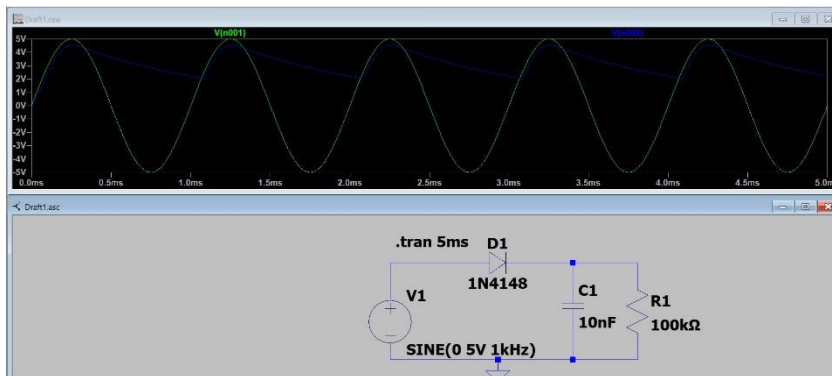 Draft1.raw
V(n001) V(n002)
5V
4V
3V
2V
1V
0V
-1V
-2V
-3V
-4V
-5V
0.0ms 0.5ms 1.0ms 1.5ms 2.0ms 2.5ms 3.0ms 3.5ms 4.0ms 4.5ms 5.0ms
Draft1.asc
.tran 5ms D1
1N4148
V1
C1
R1
10nF
100kΩ
SINE(0 5V 1kHz)